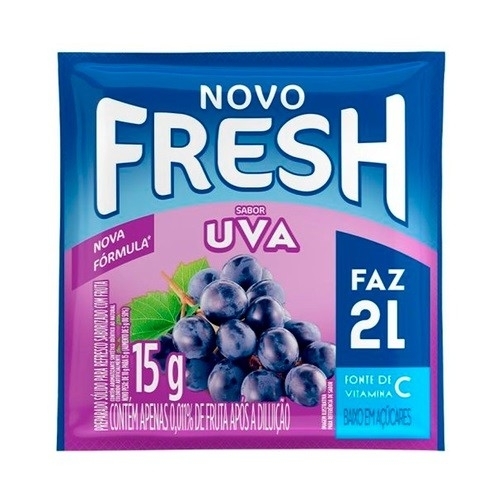 NOVO
FRESH
SABOR
UVA
NOVA
FÓRMULA
FAZ
2L
15 g
FONTE DE
VITAMINA C
BAIXO EM AÇÚCARES
PREPARADO SÓLIDO PARA REFRESCO SABORIZADO COM FRUTA
CONTÉM APENAS 0,011% DE FRUTA APÓS A DILUIÇÃO